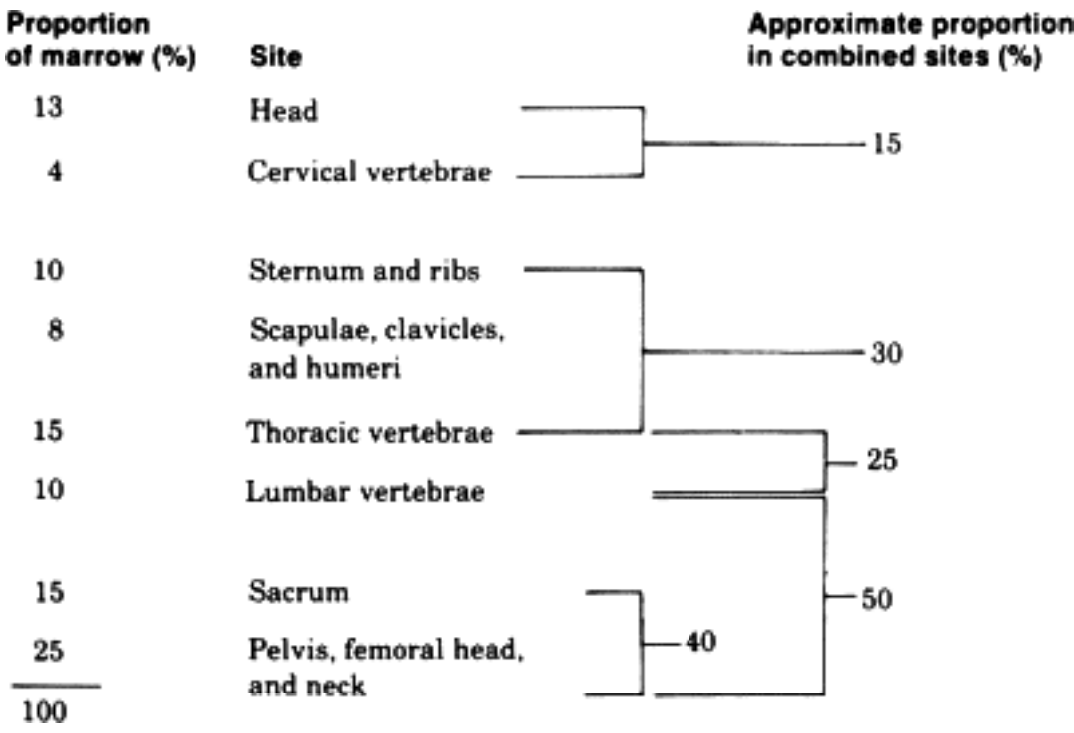 Proportion of marrow (%) Site Approximate proportion in combined sites (%)
13 Head
15
4 Cervical vertebrae
10 Sternum and ribs
8 Scapulae, clavicles,
and humeri
30
15 Thoracic vertebrae
25
10 Lumbar vertebrae
15 Sacrum
50
25 Pelvis, femoral head,
40
and neck
100